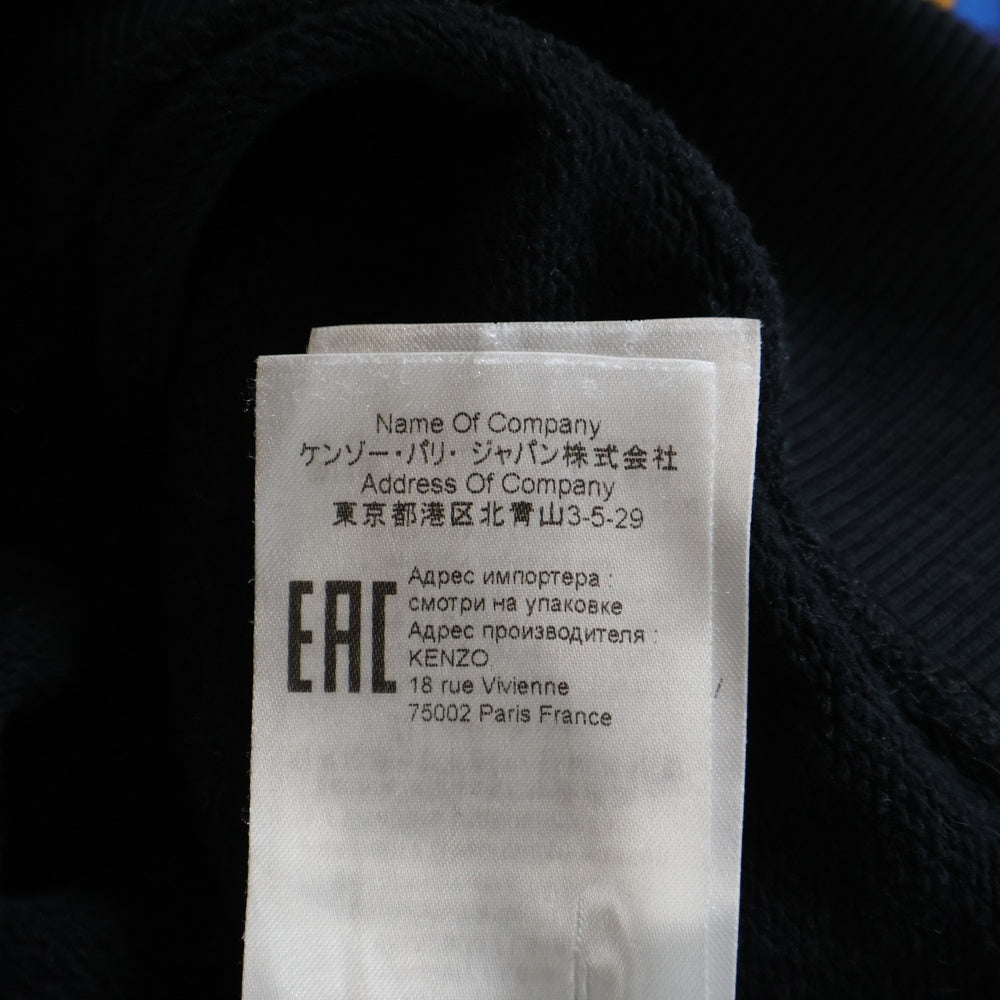 Name Of Company
ケンゾー・パリ・ジャパン株式会社
Address Of Company
東京都港区北青山3-5-29
EAC
Адрес импортера :
смотри на упаковке
Адрес производителя :
KENZO
18 rue Vivienne
75002 Paris France